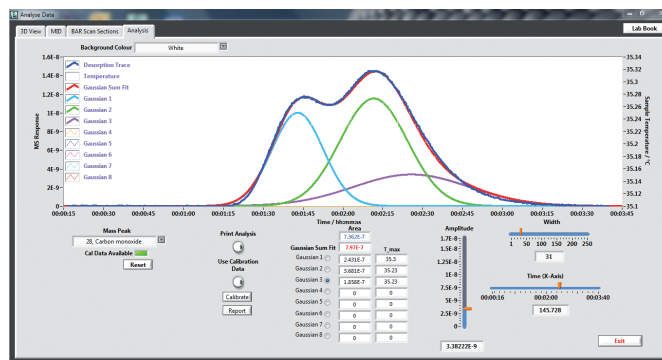 Analyse Data
3D View MID BAR Scan Sections Analysis
Lab Book
Background Colour White
1.6E-8
1.4E-8
1.2E-8
1E-8
8E-9
6E-9
4E-9
2E-9
0
MS Response
Desorption Trace
Temperature
Gaussian Sum Fit
Gaussian 1
Gaussian 2
Gaussian 3
Gaussian 4
Gaussian 5
Gaussian 6
Gaussian 7
Gaussian 8
35.34
35.32
35.3
35.28
35.26
35.24
35.22
35.2
35.18
35.16
35.14
35.12
35.1
Sample Temperature / °C
00:00:15 00:00:30 00:00:45 00:01:00 00:01:15 00:01:30 00:01:45 00:02:00 00:02:15 00:02:30 00:02:45 00:03:00 00:03:15 00:03:30 00:03:45
Time / hh:mm:ss
Mass Peak
28, Carbon monoxide
Cal Data Available
Reset
Print Analysis
Use Calibration
Data
Calibrate
Report
Area
7.362E-7
Gaussian Sum Fit 7.97E-7 T_max
Gaussian 1 2.431E-7 35.3
Gaussian 2 3.681E-7 35.23
Gaussian 3 1.858E-7 35.23
Gaussian 4 0 0
Gaussian 5 0 0
Gaussian 6 0 0
Gaussian 7 0 0
Gaussian 8 0 0
Amplitude
1.7E-8
1.5E-8
1.25E-8
1E-8
7.5E-9
5E-9
2.5E-9
0
3.38222E-9
Width
1 50 100 150 200 250
31
Time (X-Axis)
00:00:16 00:02:00 00:03:40
145.728
Exit